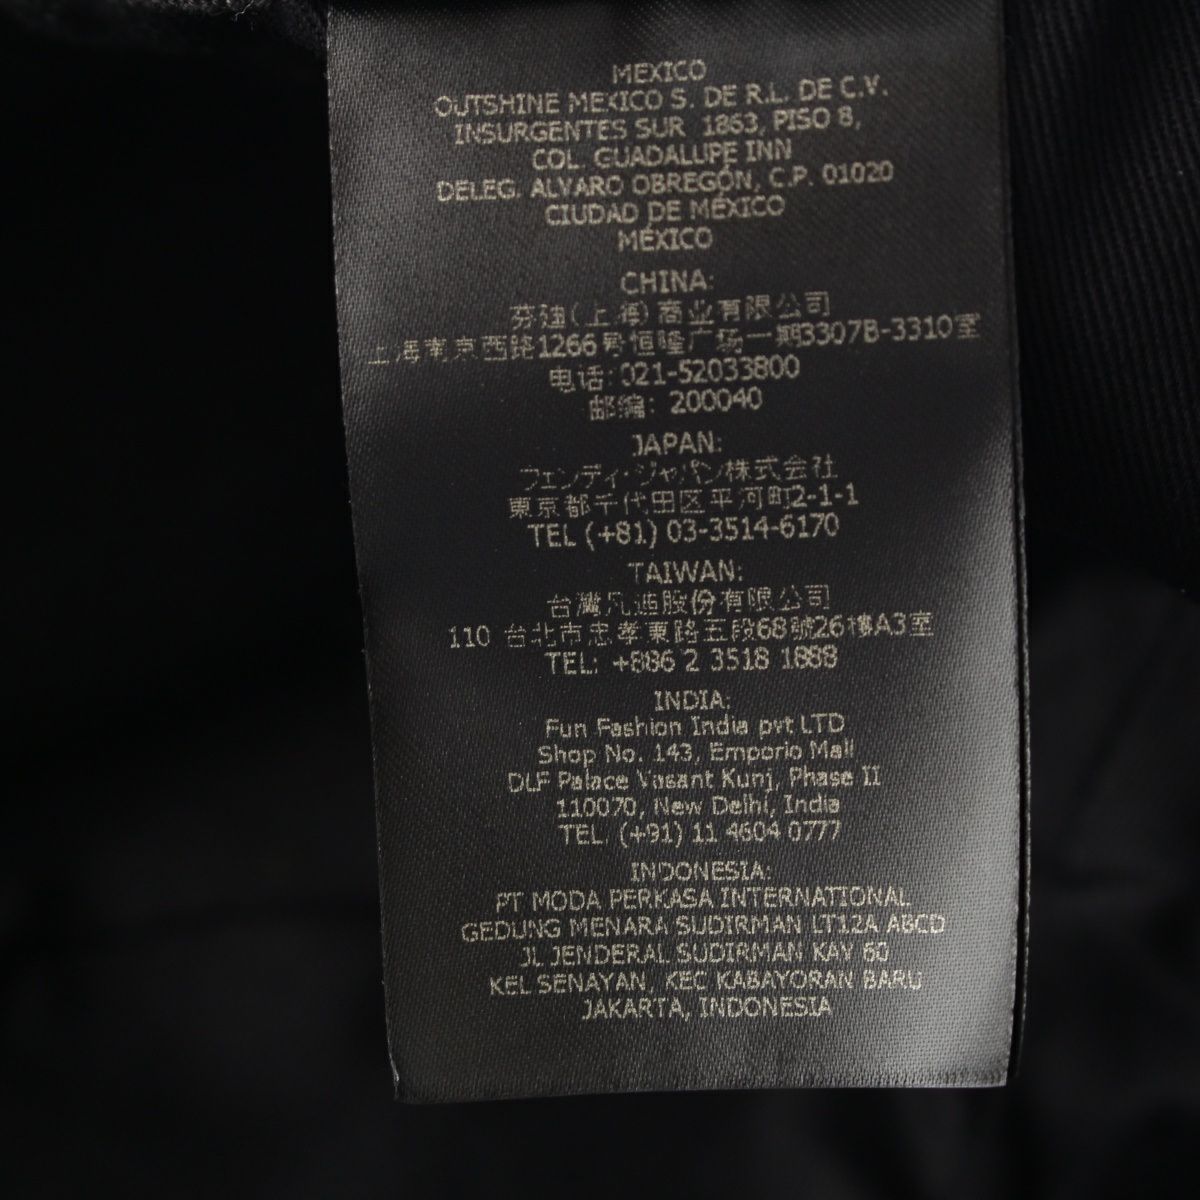 MEXICO
OUTSHINE MEXICO S. DE R.L. DE C.V.
INSURGENTES SUR 1863, PISO 8,
COL. GUADALUPE INN
DELEG. ALVARO OBREGÓN, C.P. 01020
CIUDAD DE MÉXICO
MÉXICO
CHINA:
芬迪(上海)商业有限公司
上海南京西路1266号恒隆广场一期3307B-3310室
电话:021-52033800
邮编: 200040
JAPAN:
フェンディ・ジャパン株式会社
東京都千代田区平河町2-1-1
TEL (+81) 03-3514-6170
TAIWAN:
台灣凡迪股份有限公司
110 台北市忠孝東路五段68號26樓A3室
TEL: +886 2 3518 1888
INDIA:
Fun Fashion India pvt LTD
Shop No. 143, Emporio Mall
DLF Palace Vasant Kunj, Phase II
110070, New Delhi, India
TEL. (+91) 11 4604 0777
INDONESIA:
PT MODA PERKASA INTERNATIONAL
GEDUNG MENARA SUDIRMAN LT12A ABCD
JL JENDERAL SUDIRMAN KAY 60
KEL SENAYAN, KEC KABAYORAN BARU
JAKARTA, INDONESIA